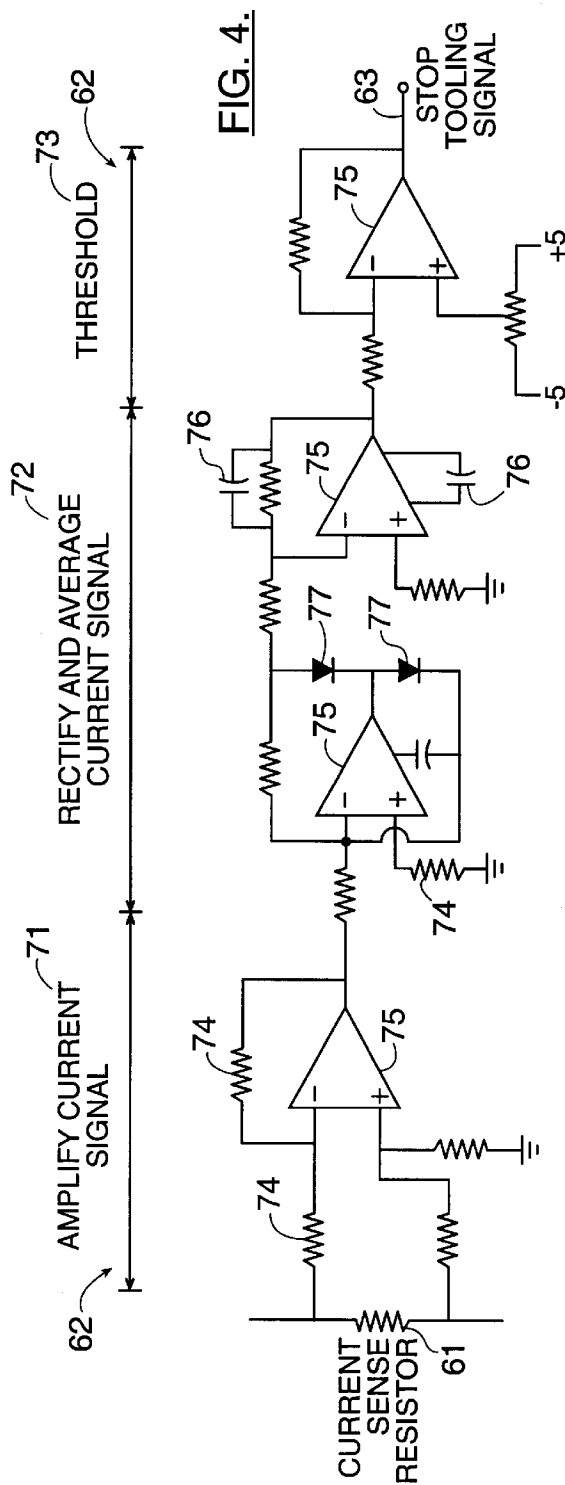 62
AMPLIFY CURRENT
SIGNAL
71
RECTIFY AND AVERAGE
CURRENT SIGNAL
72
THRESHOLD
73
62
FIG. 4.
CURRENT
SENSE
RESISTOR
61
74
74
−
+
75
74
−
+
75
77
77
76
−
+
75
76
−
+
75
-5
+5
63
STOP
TOOLING
SIGNAL